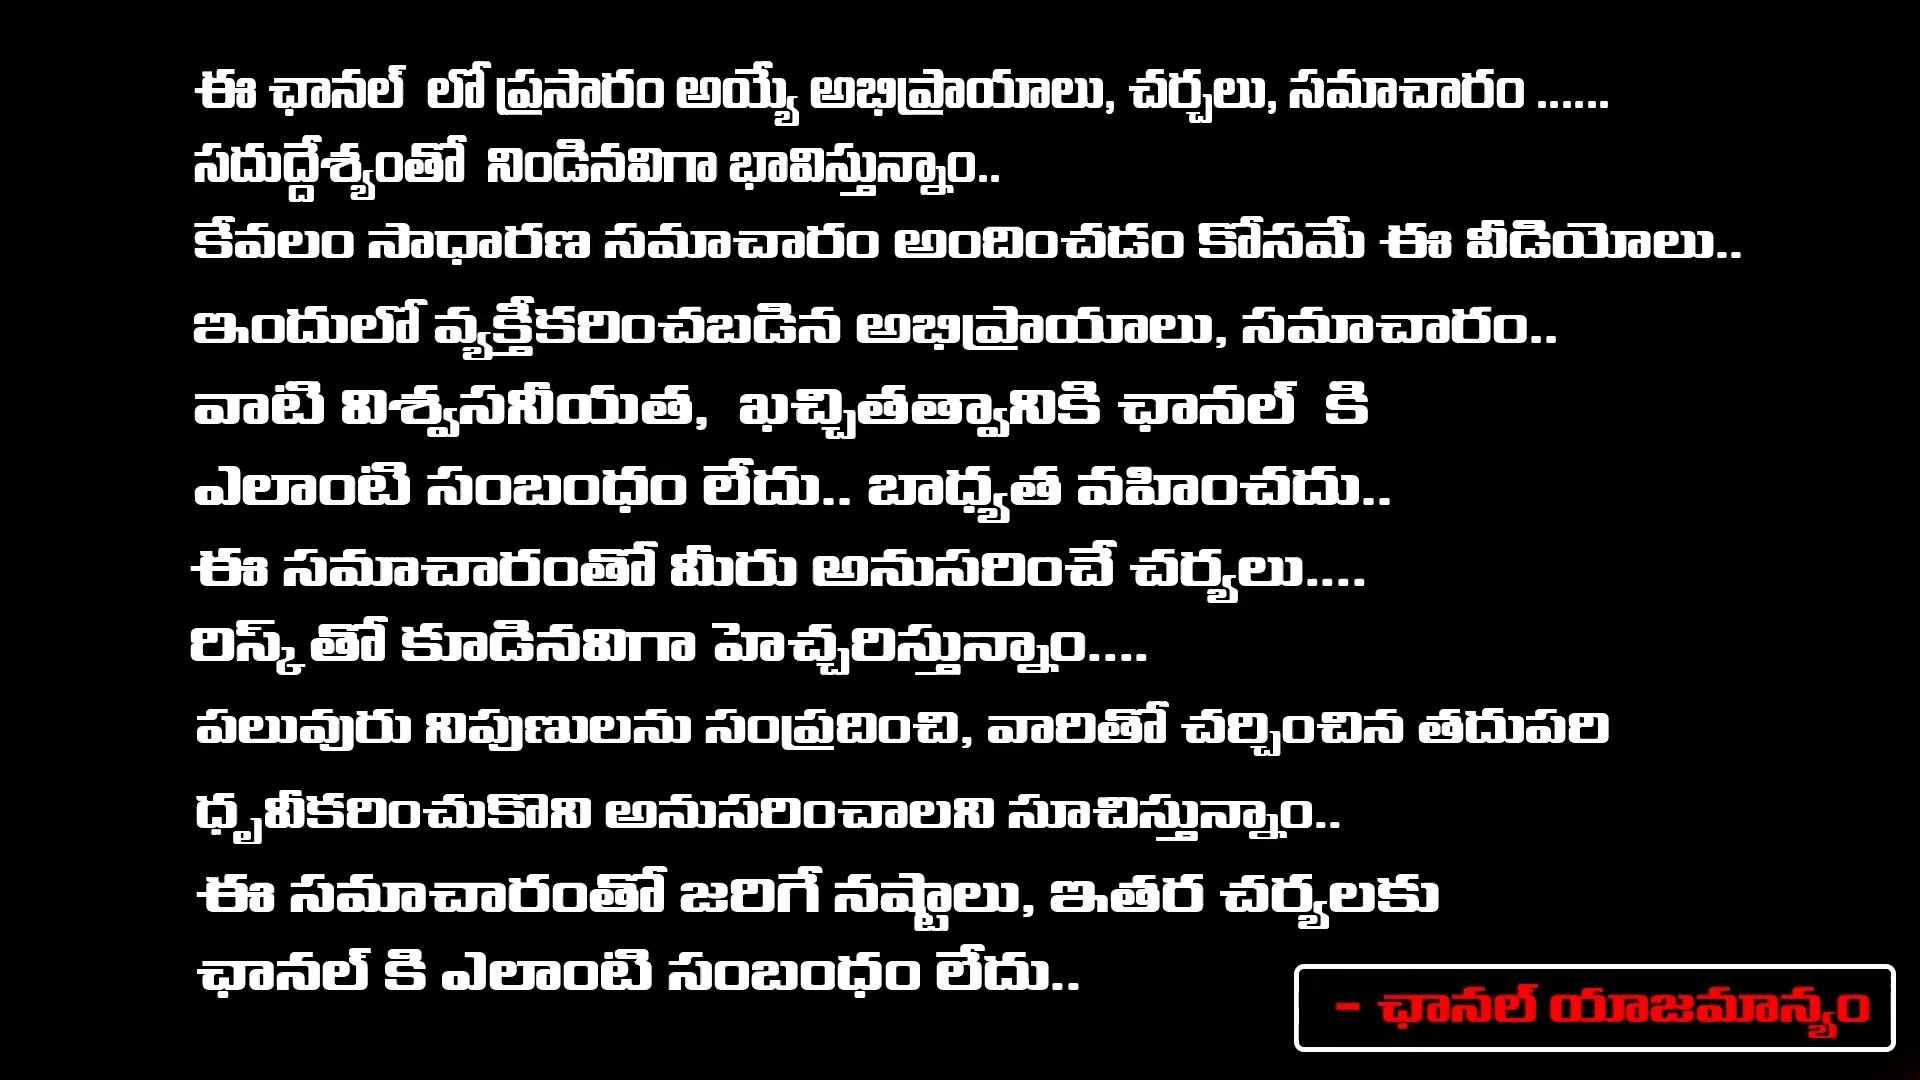 ఈ ఛానల్ లో ప్రసారం అయ్యే అభిప్రాయాలు, చర్చలు, సమాచారం ......
సదుద్దేశ్యంతో నిండినవిగా భావిస్తున్నాం..
కేవలం సాధారణ సమాచారం అందించడం కోసమే ఈ వీడియోలు..
ఇందులో వ్యక్తీకరించబడిన అభిప్రాయాలు, సమాచారం..
వాటి విశ్వసనీయత, ఖచ్చితత్వానికి ఛానల్ కి
ఎలాంటి సంబంధం లేదు.. బాధ్యత వహించదు..
ఈ సమాచారంతో మీరు అనుసరించే చర్యలు....
రిస్క్ తో కూడినవిగా హెచ్చరిస్తున్నాం....
పలువురు నిపుణులను సంప్రదించి, వారితో చర్చించిన తదుపరి
ధృవీకరించుకొని అనుసరించాలని సూచిస్తున్నాం..
ఈ సమాచారంతో జరిగే నష్టాలు, ఇతర చర్యలకు
ఛానల్ కి ఎలాంటి సంబంధం లేదు..
- ఛానల్ యాజమాన్యం